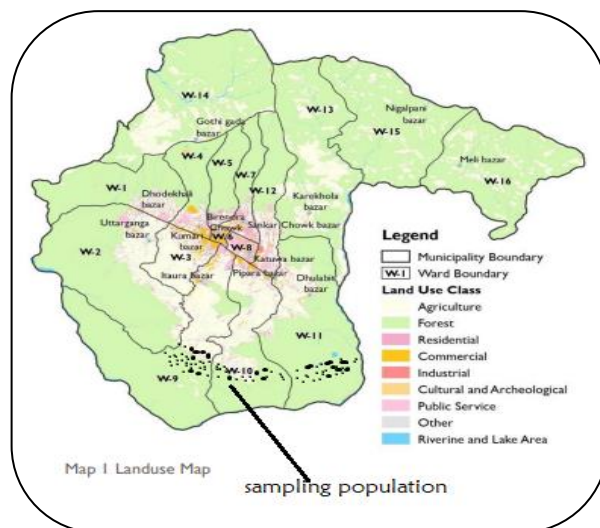 W-14
W-13
Nigalpani
bazar
Gothi gada
bazar
W-15
W-4
W-5
Meli bazar
W-7
W-1
W-16
W-12
Dhodekhali
bazar
Karekhola
bazar
Birendra
Chowk
Uttarganga
bazar
Sankar
Chowk bazar
Kumari
bazar
W-6
W-2
W-3
W-8
Katuwa bazar
Itaura Bazar
Pipara bazar
Dhulabit
bazar
Legend
Municipality Boundary
W-1 Ward Boundary
Land Use Class
Agriculture
Forest
Residential
Commercial
Industrial
Cultural and Archeological
Public Service
Other
Riverine and Lake Area
W-11
W-9
W-10
Map 1 Landuse Map
sampling population